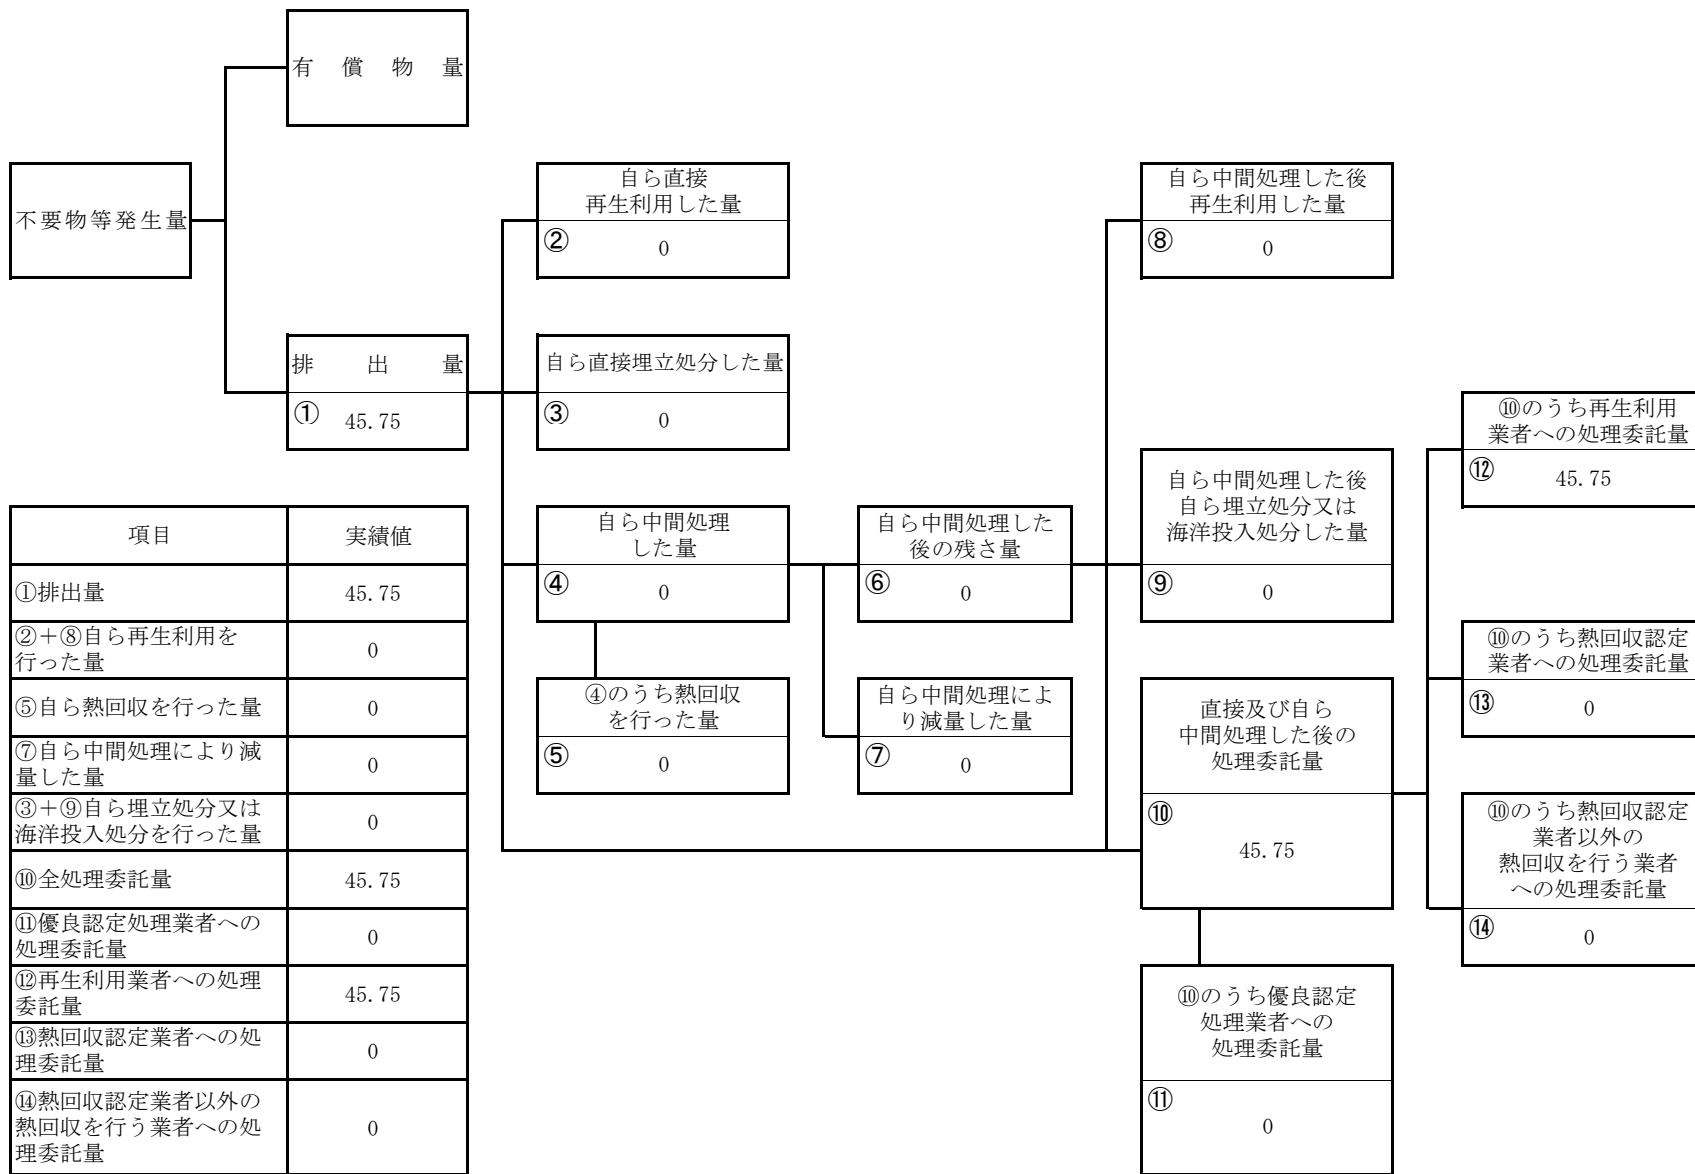 有償物量
不要物等発生量
自ら直接
再生利用した量
② 0
自ら中間処理した後
再生利用した量
⑧ 0
排出量
① 45.75
自ら直接埋立処分した量
③ 0
⑩のうち再生利用
業者への処理委託量
⑫ 45.75
自ら中間処理した後
自ら埋立処分又は
海洋投入処分した量
⑨ 0
自ら中間処理
した量
④ 0
自ら中間処理した
後の残さ量
⑥ 0
⑩のうち熱回収認定
業者への処理委託量
⑬ 0
④のうち熱回収
を行った量
⑤ 0
自ら中間処理によ
り減量した量
⑦ 0
直接及び自ら
中間処理した後の
処理委託量
⑩
45.75
⑩のうち熱回収認定
業者以外の
熱回収を行う業者
への処理委託量
⑭ 0
⑩のうち優良認定
処理業者への
処理委託量
⑪
0
項目 実績値
①排出量 45.75
②+⑧自ら再生利用を
行った量 0
⑤自ら熱回収を行った量 0
⑦自ら中間処理により減
量した量 0
③+⑨自ら埋立処分又は
海洋投入処分を行った量 0
⑩全処理委託量 45.75
⑪優良認定処理業者への
処理委託量 0
⑫再生利用業者への処理
委託量 45.75
⑬熱回収認定業者への処
理委託量 0
⑭熱回収認定業者以外の
熱回収を行う業者への処
理委託量 0